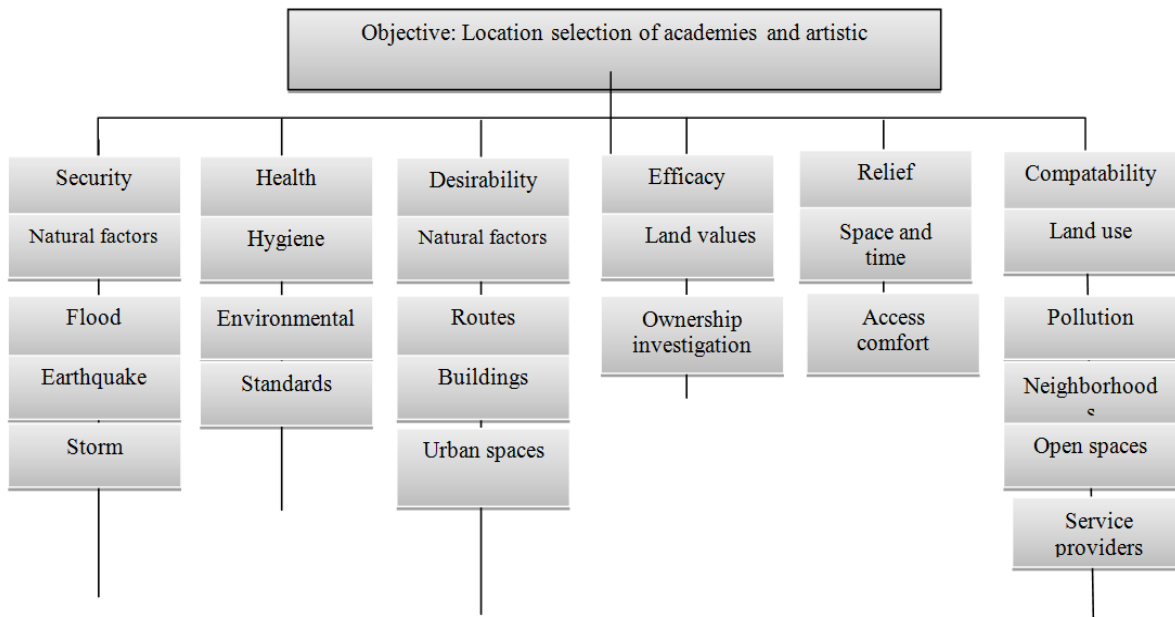 Objective: Location selection of academies and artistic
Security
Natural factors
Flood
Earthquake
Storm
Health
Hygiene
Environmental
Standards
Desirability
Natural factors
Routes
Buildings
Urban spaces
Efficacy
Land values
Ownership
investigation
Relief
Space and
time
Access
comfort
Compatability
Land use
Pollution
Neighborhood
s
Open spaces
Service
providers